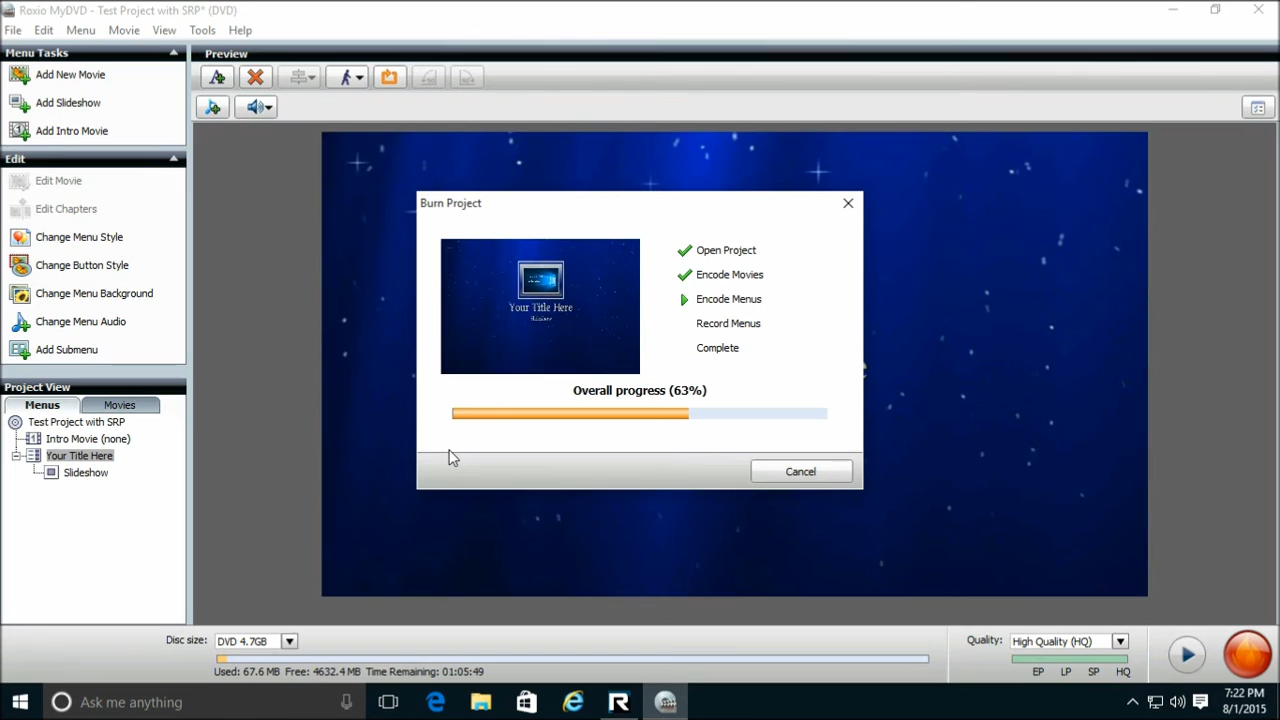 Roxio MyDVD - Test Project with SRP* (DVD)
File Edit Menu Movie View Tools Help
Menu Tasks
Add New Movie
Add Slideshow
Add Intro Movie
Edit
Edit Movie
Edit Chapters
Change Menu Style
Change Button Style
Change Menu Background
Change Menu Audio
Add Submenu
Project View
Menus Movies
Test Project with SRP
Intro Movie (none)
Your Title Here
Slideshow
Preview
Burn Project
Your Title Here
Open Project
Encode Movies
Encode Menus
Record Menus
Complete
Overall progress (63%)
Cancel
Disc size: DVD 4.7GB
Used: 67.6 MB Free: 4632.4 MB Time Remaining: 01:05:49
Quality: High Quality (HQ)
EP LP SP HQ
Ask me anything
7:22 PM
8/1/2015